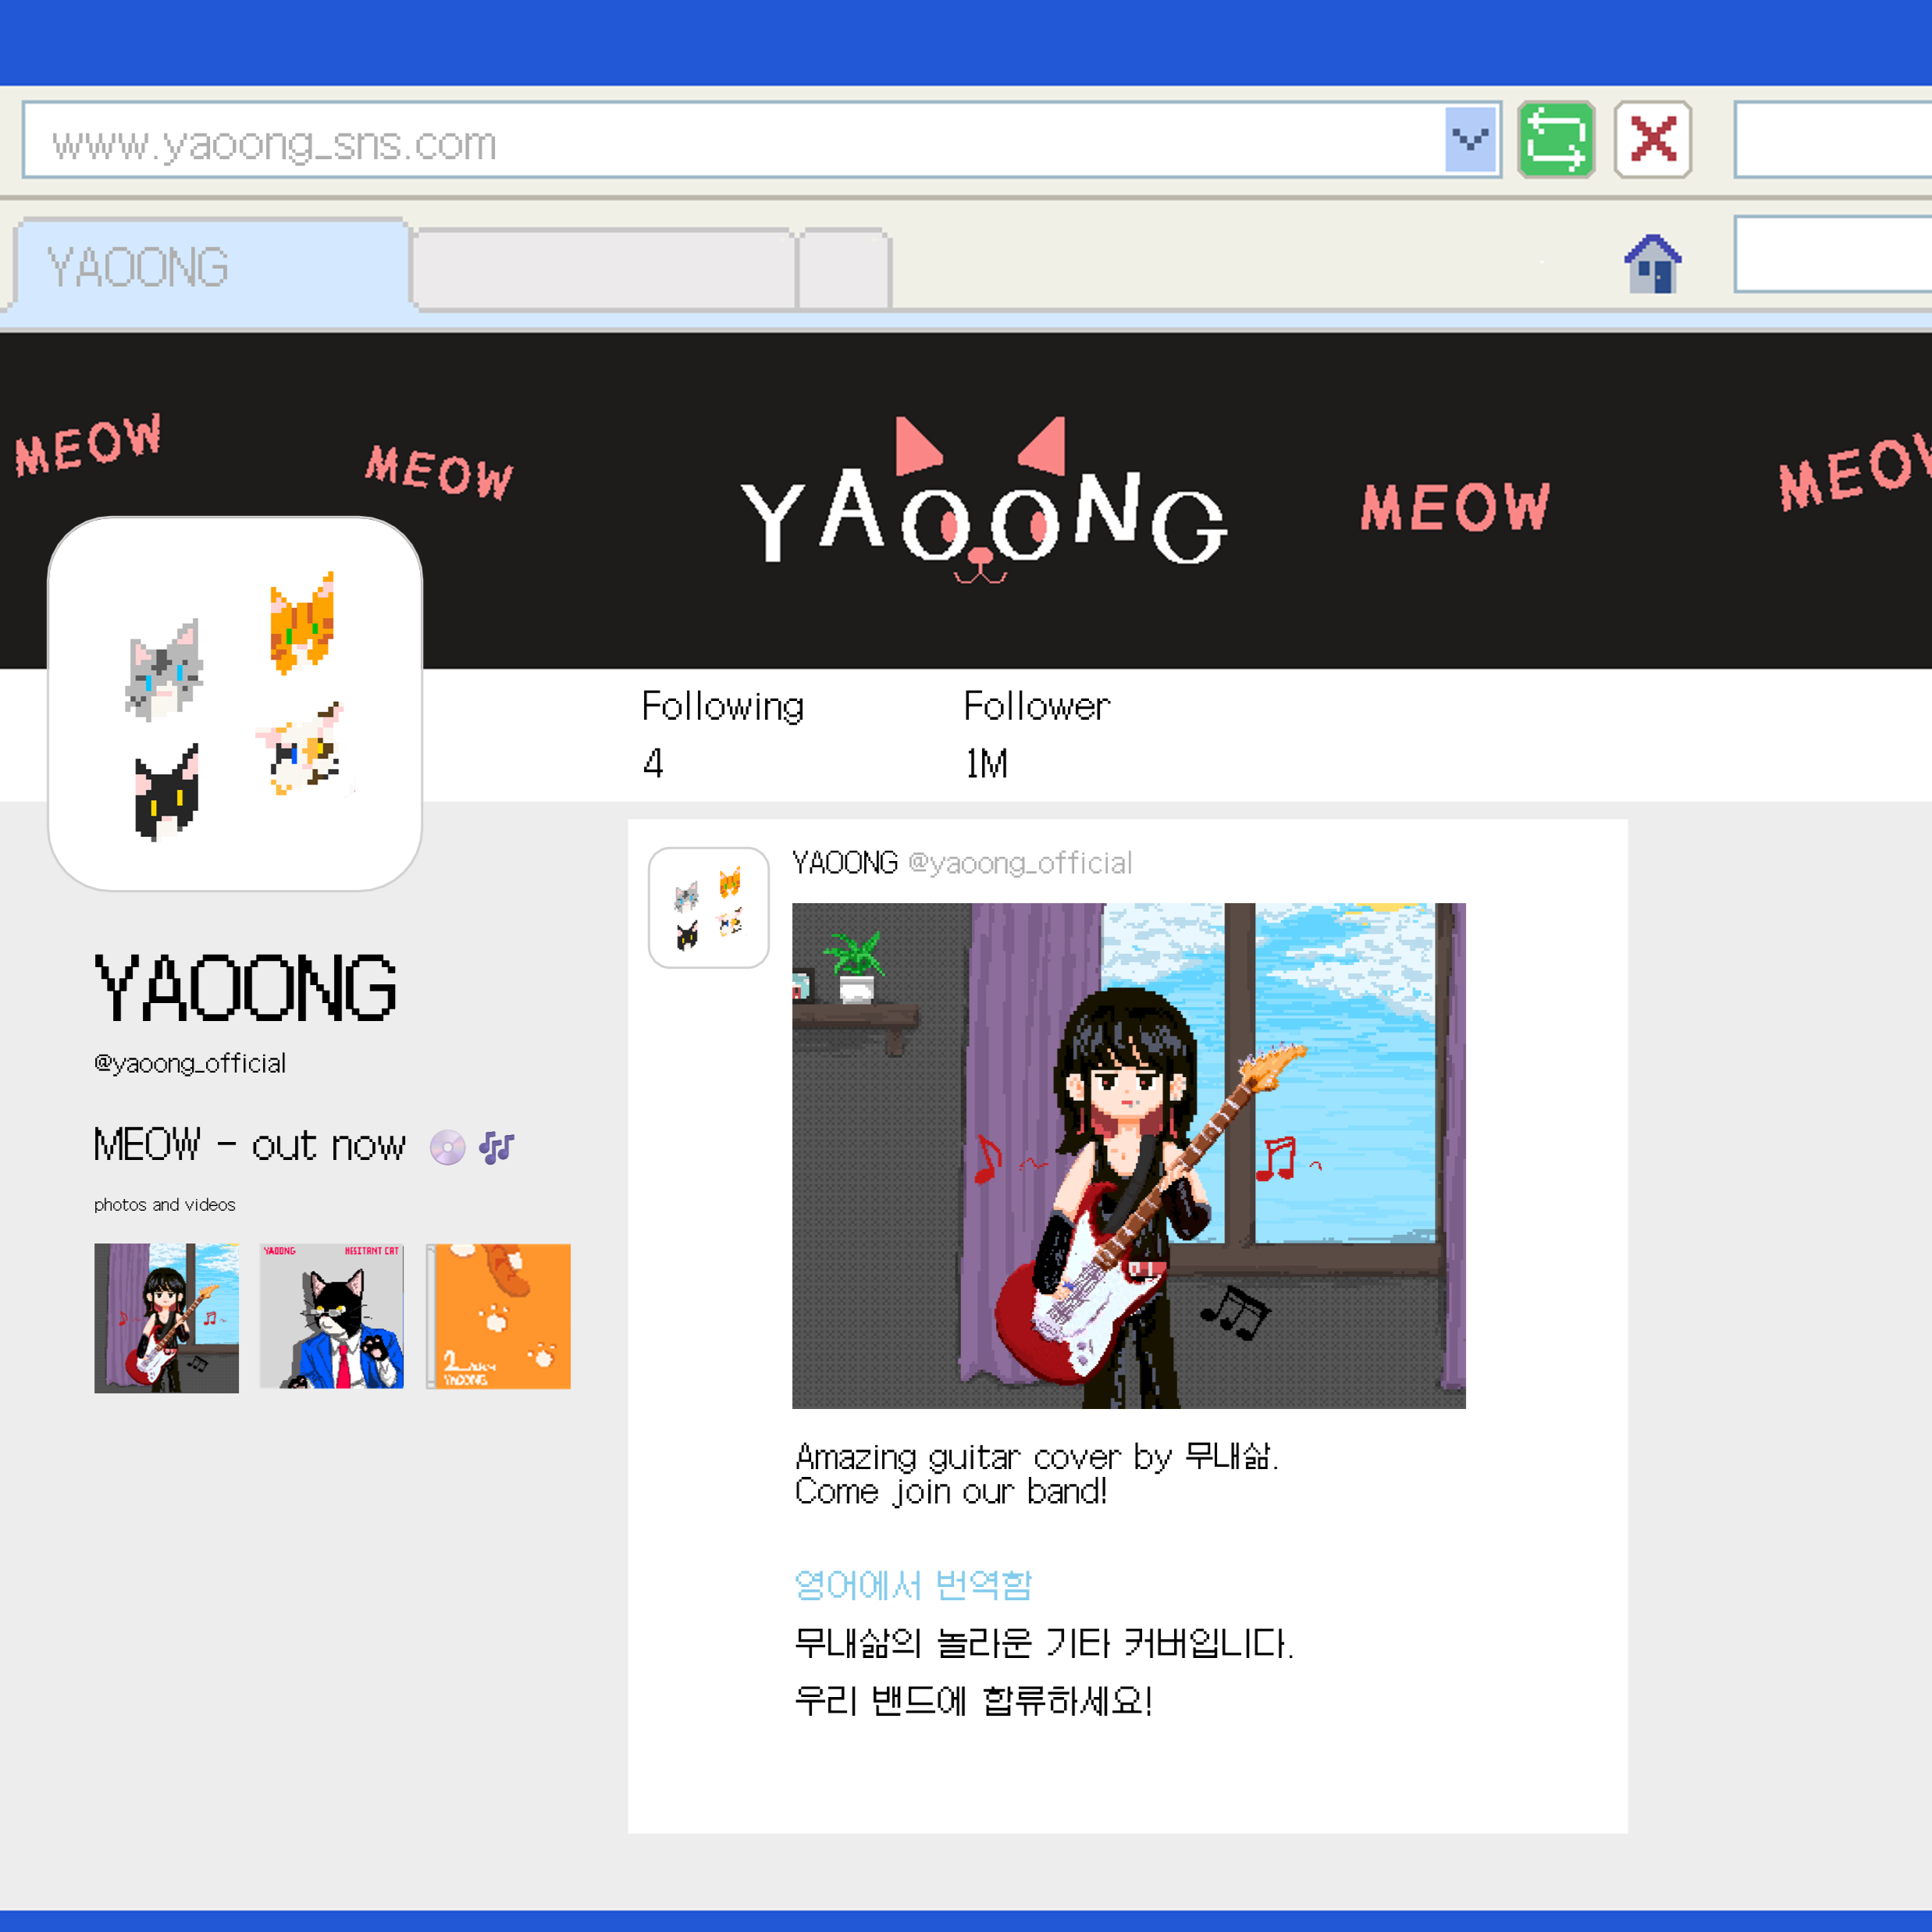 www.yaoong_sns.com
YAOONG
MEOW
MEOW
YAOONG
MEOW
MEOW
Following
Follower
4
1M
YAOONG
@yaoong_official
MEOW - out now
photos and videos
YAOONG
HESITANT CAT
YAOONG
YAOONG @yaoong_official
Amazing guitar cover by 무내삶.
Come join our band!
영어에서 번역함
무내삶의 놀라운 기타 커버입니다.
우리 밴드에 합류하세요!